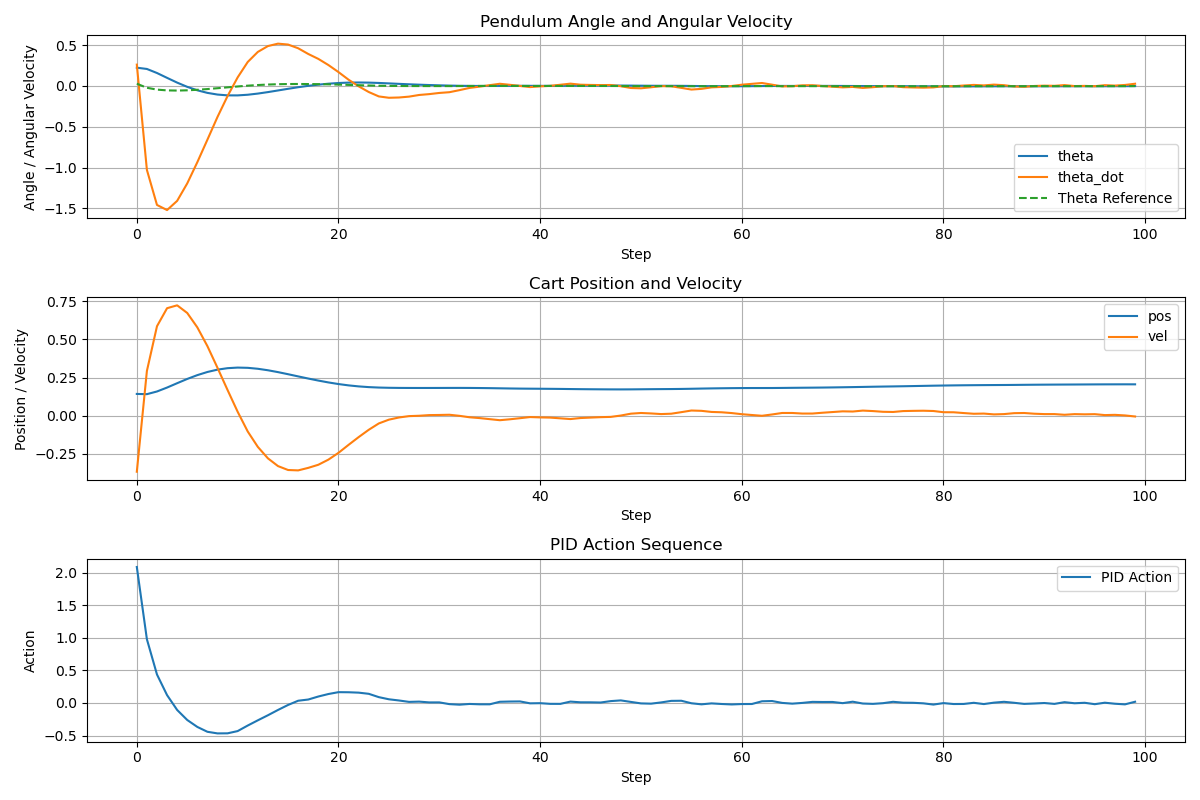 Pendulum Angle and Angular Velocity
Angle / Angular Velocity
0.5
0.0
−0.5
−1.0
−1.5
theta
theta_dot
Theta Reference
0 20 40 60 80 100
Step
Cart Position and Velocity
Position / Velocity
0.75
0.50
0.25
0.00
−0.25
pos
vel
0 20 40 60 80 100
Step
PID Action Sequence
Action
2.0
1.5
1.0
0.5
0.0
−0.5
PID Action
0 20 40 60 80 100
Step